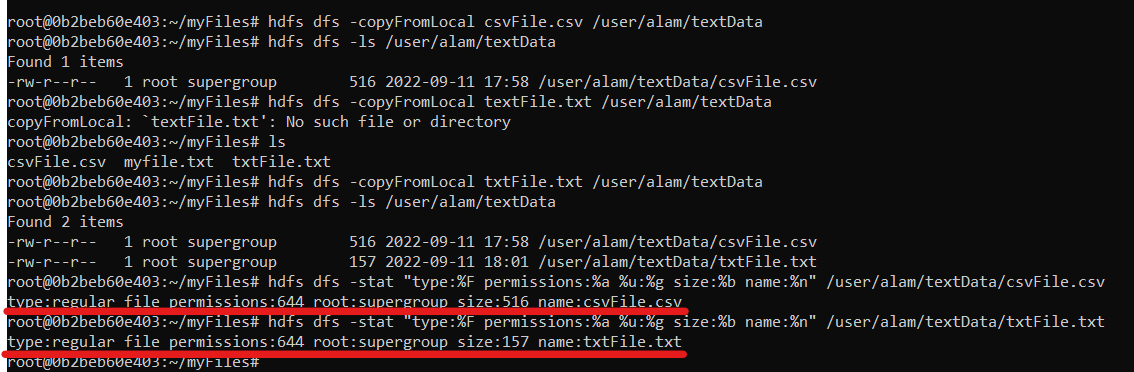 root@0b2beb60e403:~/myFiles# hdfs dfs -copyFromLocal csvFile.csv /user/alam/textData
root@0b2beb60e403:~/myFiles# hdfs dfs -ls /user/alam/textData
Found 1 items
-rw-r--r--   1 root supergroup        516 2022-09-11 17:58 /user/alam/textData/csvFile.csv
root@0b2beb60e403:~/myFiles# hdfs dfs -copyFromLocal textFile.txt /user/alam/textData
copyFromLocal: `textFile.txt': No such file or directory
root@0b2beb60e403:~/myFiles# ls
csvFile.csv  myfile.txt  txtFile.txt
root@0b2beb60e403:~/myFiles# hdfs dfs -copyFromLocal txtFile.txt /user/alam/textData
root@0b2beb60e403:~/myFiles# hdfs dfs -ls /user/alam/textData
Found 2 items
-rw-r--r--   1 root supergroup        516 2022-09-11 17:58 /user/alam/textData/csvFile.csv
-rw-r--r--   1 root supergroup        157 2022-09-11 18:01 /user/alam/textData/txtFile.txt
root@0b2beb60e403:~/myFiles# hdfs dfs -stat "type:%F permissions:%a %u:%g size:%b name:%n" /user/alam/textData/csvFile.csv
type:regular file permissions:644 root:supergroup size:516 name:csvFile.csv
root@0b2beb60e403:~/myFiles# hdfs dfs -stat "type:%F permissions:%a %u:%g size:%b name:%n" /user/alam/textData/txtFile.txt
type:regular file permissions:644 root:supergroup size:157 name:txtFile.txt
root@0b2beb60e403:~/myFiles#